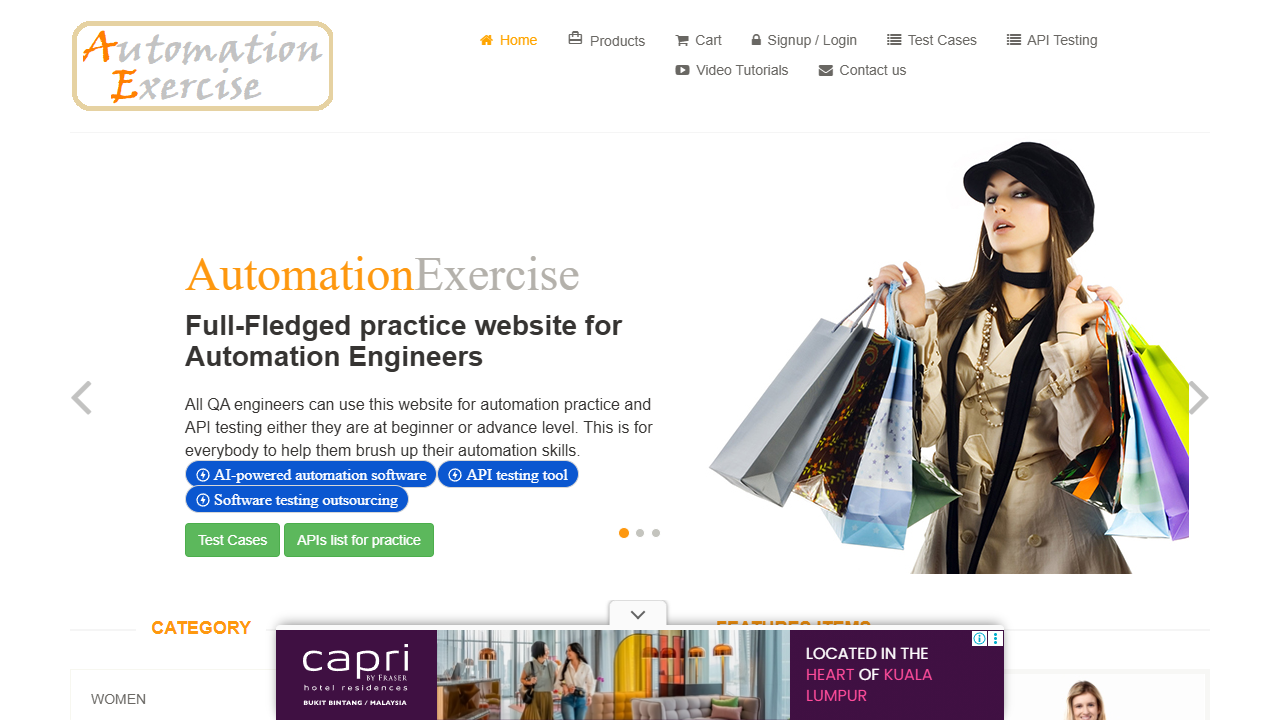 Automation
Exercise
Home
Products
Cart
Signup / Login
Test Cases
API Testing
Video Tutorials
Contact us
AutomationExercise
Full-Fledged practice website for
Automation Engineers
All QA engineers can use this website for automation practice and
API testing either they are at beginner or advance level. This is for
everybody to help them brush up their automation skills.
AI-powered automation software
API testing tool
Software testing outsourcing
Test Cases
APIs list for practice
CATEGORY
FEATURES ITEMS
WOMEN
capri
BY FRASER
hotel residences
BUKIT BINTANG / MALAYSIA
LOCATED IN THE
HEART OF KUALA
LUMPUR